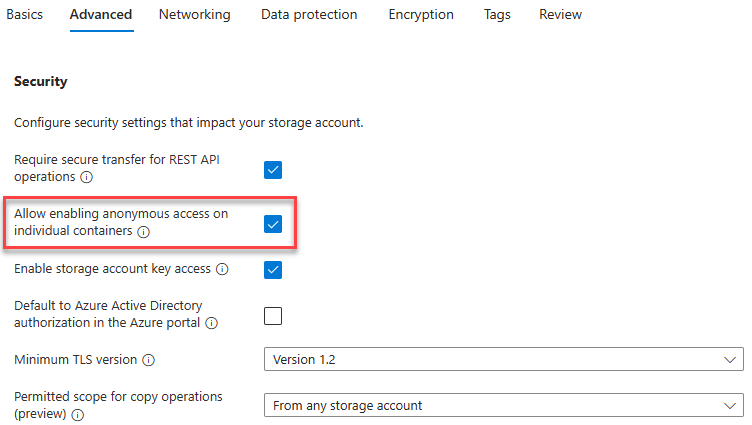 Basics Advanced Networking Data protection Encryption Tags Review
Security
Configure security settings that impact your storage account.
Require secure transfer for REST API
operations
Allow enabling anonymous access on
individual containers
Enable storage account key access
Default to Azure Active Directory
authorization in the Azure portal
Minimum TLS version Version 1.2
Permitted scope for copy operations
(preview) From any storage account